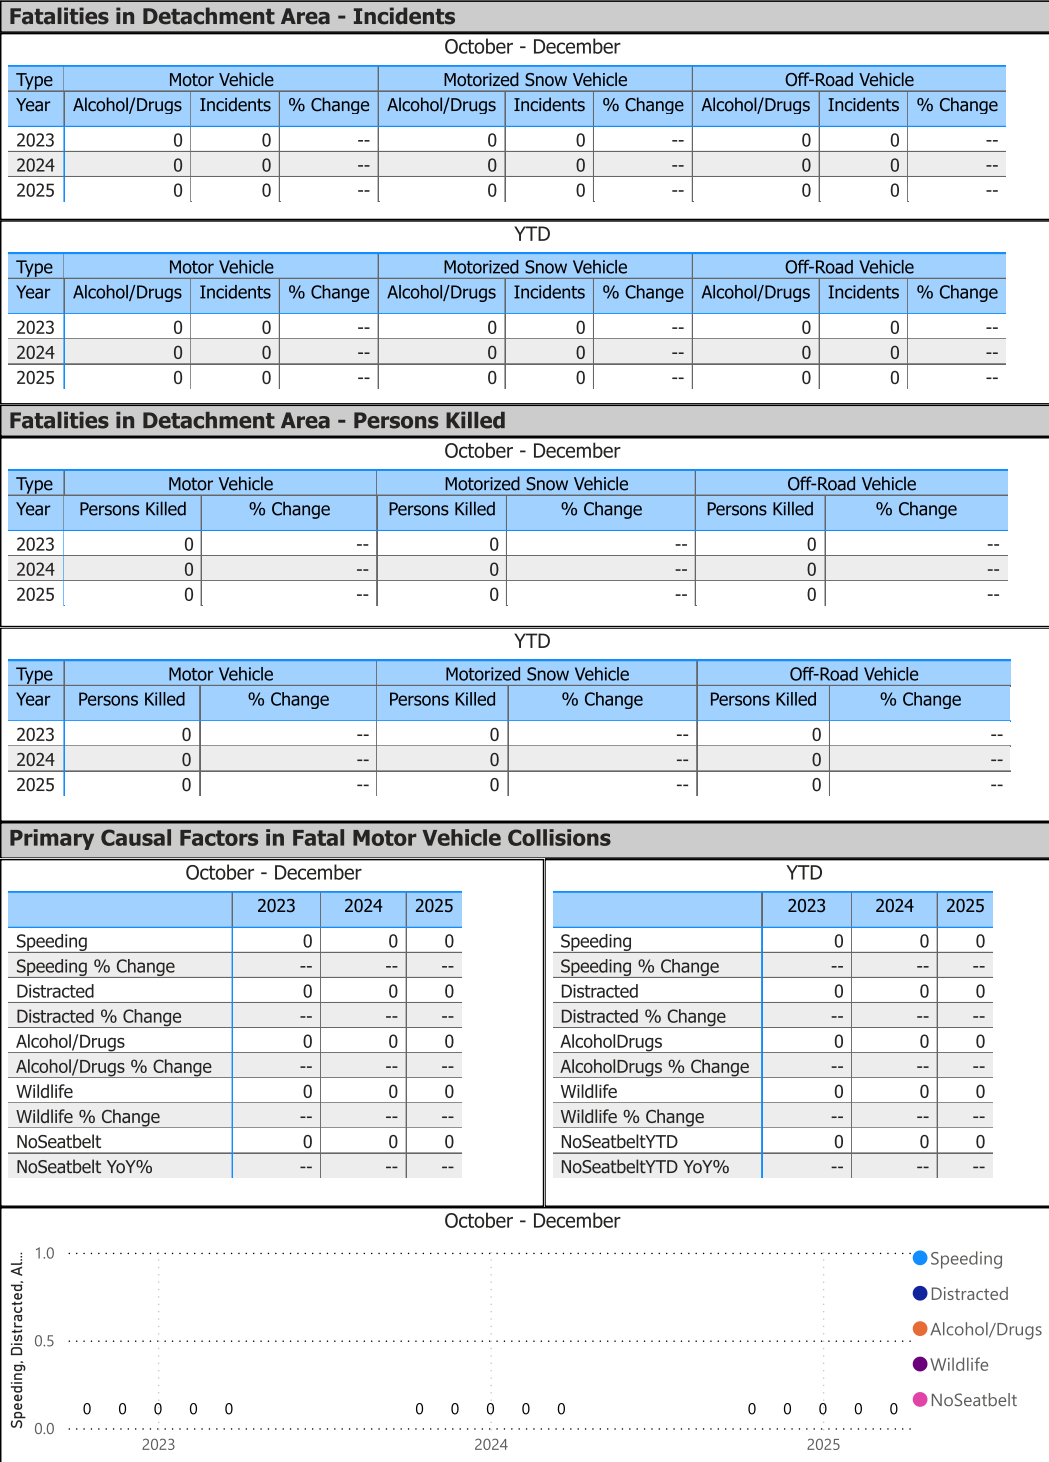 Fatalities in Detachment Area - Incidents
October - December
Type Motor Vehicle Motorized Snow Vehicle Off-Road Vehicle
Year Alcohol/Drugs Incidents % Change Alcohol/Drugs Incidents % Change Alcohol/Drugs Incidents % Change
2023 0 0 -- 0 0 -- 0 0 --
2024 0 0 -- 0 0 -- 0 0 --
2025 0 0 -- 0 0 -- 0 0 --
YTD
Type Motor Vehicle Motorized Snow Vehicle Off-Road Vehicle
Year Alcohol/Drugs Incidents % Change Alcohol/Drugs Incidents % Change Alcohol/Drugs Incidents % Change
2023 0 0 -- 0 0 -- 0 0 --
2024 0 0 -- 0 0 -- 0 0 --
2025 0 0 -- 0 0 -- 0 0 --
Fatalities in Detachment Area - Persons Killed
October - December
Type Motor Vehicle Motorized Snow Vehicle Off-Road Vehicle
Year Persons Killed % Change Persons Killed % Change Persons Killed % Change
2023 0 -- 0 -- 0 --
2024 0 -- 0 -- 0 --
2025 0 -- 0 -- 0 --
YTD
Type Motor Vehicle Motorized Snow Vehicle Off-Road Vehicle
Year Persons Killed % Change Persons Killed % Change Persons Killed % Change
2023 0 -- 0 -- 0 --
2024 0 -- 0 -- 0 --
2025 0 -- 0 -- 0 --
Primary Causal Factors in Fatal Motor Vehicle Collisions
October - December
2023 2024 2025
Speeding 0 0 0
Speeding % Change -- -- --
Distracted 0 0 0
Distracted % Change -- -- --
Alcohol/Drugs 0 0 0
Alcohol/Drugs % Change -- -- --
Wildlife 0 0 0
Wildlife % Change -- -- --
NoSeatbelt 0 0 0
NoSeatbelt YoY% -- -- --
YTD
2023 2024 2025
Speeding 0 0 0
Speeding % Change -- -- --
Distracted 0 0 0
Distracted % Change -- -- --
AlcoholDrugs 0 0 0
AlcoholDrugs % Change -- -- --
Wildlife 0 0 0
Wildlife % Change -- -- --
NoSeatbeltYTD 0 0 0
NoSeatbeltYTD YoY% -- -- --
October - December
Speeding, Distracted, Al...
1.0
0.5
0.0
0 0 0 0 0 0 0 0 0 0 0 0 0 0 0
2023 2024 2025
Speeding
Distracted
Alcohol/Drugs
Wildlife
NoSeatbelt